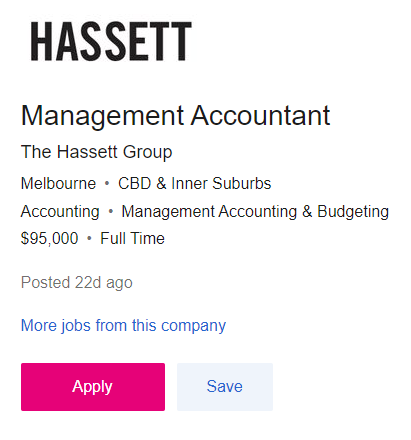 HASSETT
Management Accountant
The Hassett Group
Melbourne • CBD & Inner Suburbs
Accounting • Management Accounting & Budgeting
$95,000 • Full Time
Posted 22d ago
More jobs from this company
Apply Save